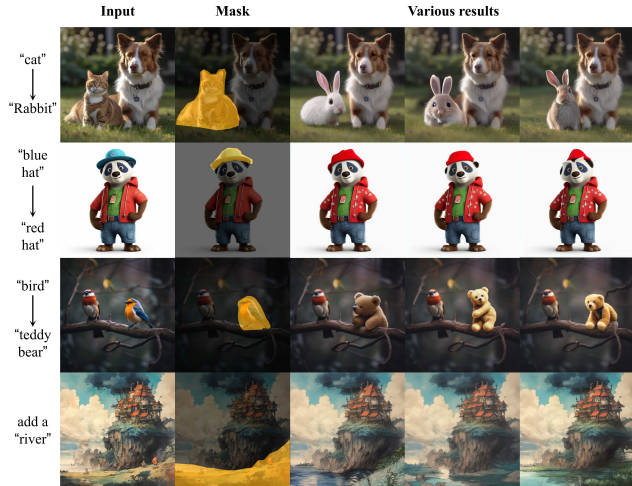 Input Mask Various results
“cat”
“Rabbit”
“blue
hat”
“red
hat”
“bird”
“teddy
bear”
add a
“river”